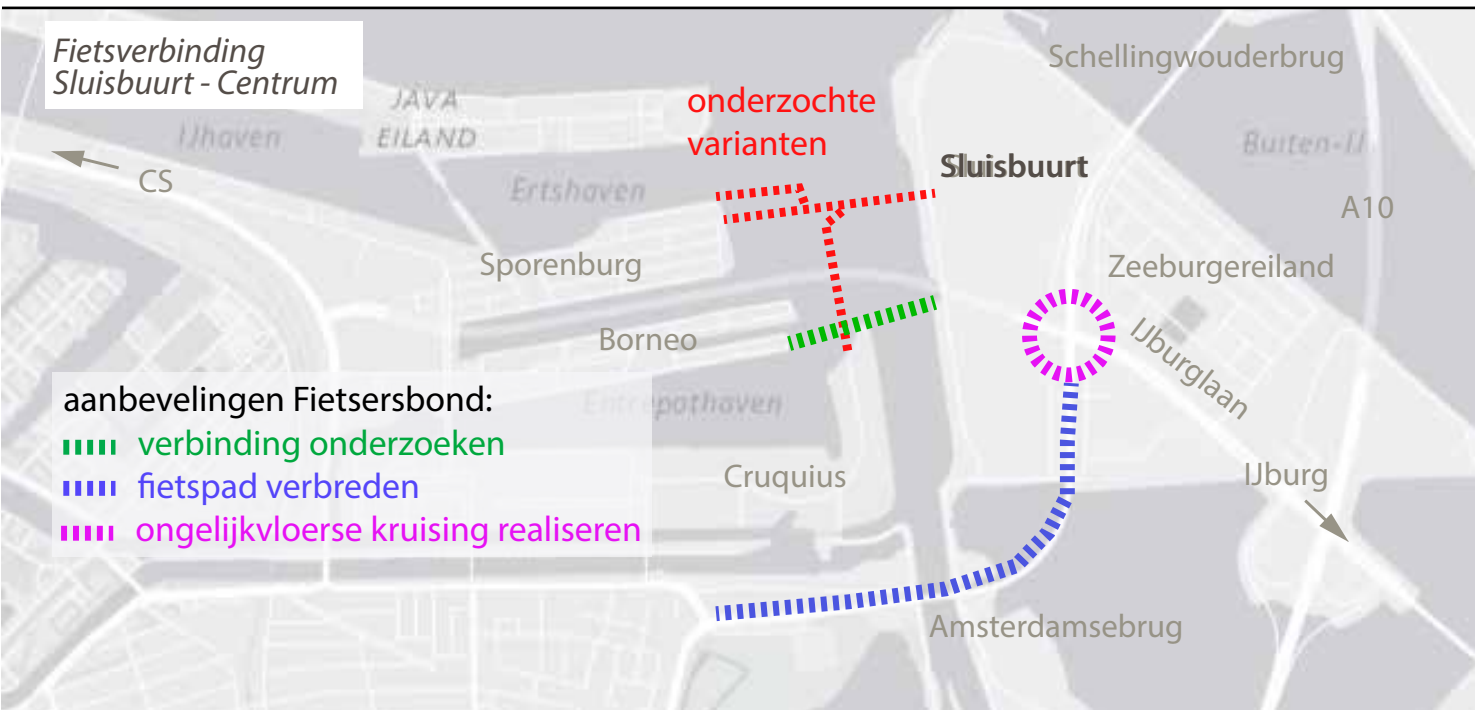 Fietsverbinding
Sluisbuurt - Centrum
Schellingwouderbrug
JAVA
EILAND
IJhaven
onderzochte
varianten
Buiten-IJ
Sluisbuurt
CS
Ertshaven
A10
Sporenburg
Zeeburgereiland
Borneo
IJburglaan
aanbevelingen Fietsersbond:
Entrepothaven
verbinding onderzoeken
fietspad verbreden
Cruquius
IJburg
ongelijkvloerse kruising realiseren
Amsterdamsebrug